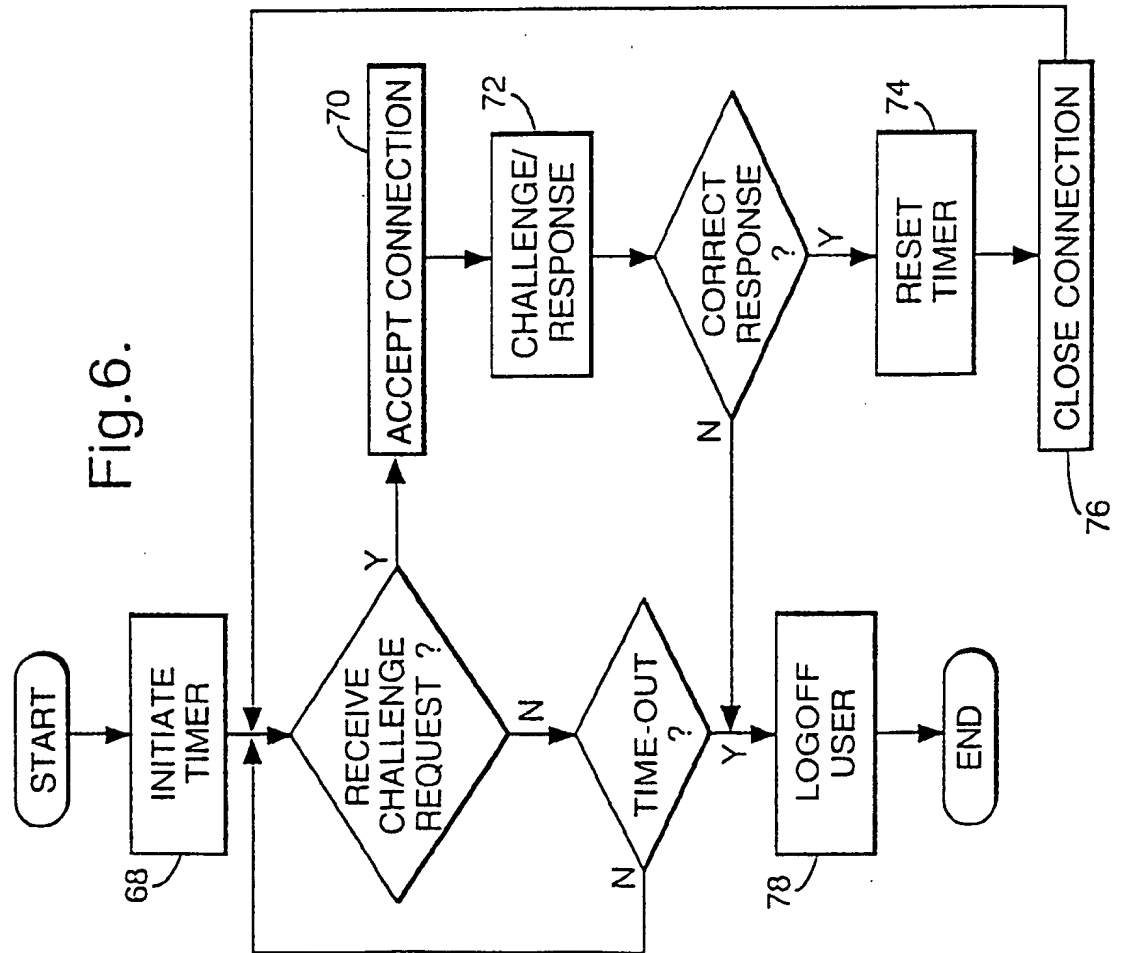 Fig.6.
START
INITIATE
TIMER
68
RECEIVE
CHALLENGE
REQUEST ?
Y
N
TIME-OUT
?
N
Y
LOGOFF
USER
78
END
ACCEPT CONNECTION
70
CHALLENGE/
RESPONSE
72
CORRECT
RESPONSE
?
N
Y
RESET
TIMER
74
CLOSE CONNECTION
76